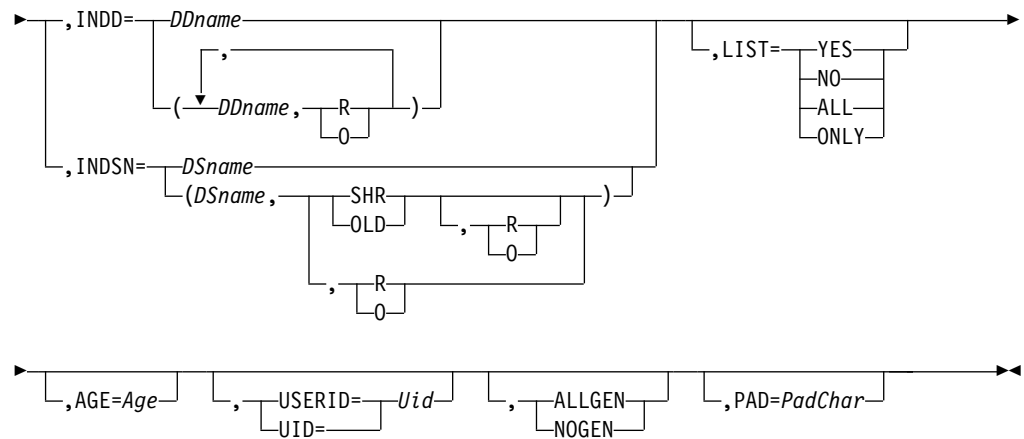 ,INDD= DDname ,LIST= YES
, NO
( DDname, R ) ALL
O ONLY
,INDSN= DSname
(DSname, SHR )
OLD , R
O
, R
O
,AGE=Age , USERID= Uid , ALLGEN ,PAD=PadChar
UID= NOGEN